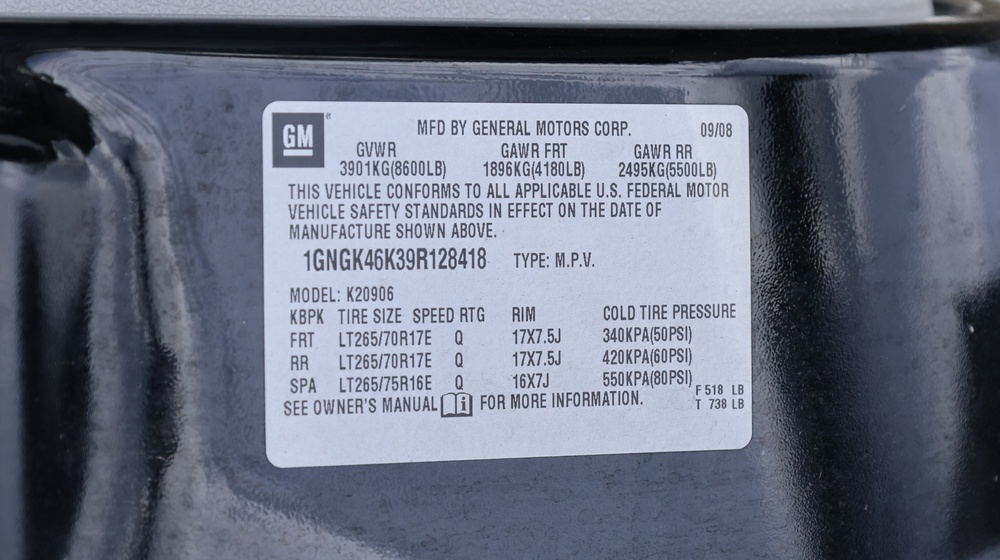 GM
MFD BY GENERAL MOTORS CORP. 09/08
GVWR GAWR FRT GAWR RR
3901KG(8600LB) 1896KG(4180LB) 2495KG(5500LB)
THIS VEHICLE CONFORMS TO ALL APPLICABLE U.S. FEDERAL MOTOR
VEHICLE SAFETY STANDARDS IN EFFECT ON THE DATE OF
MANUFACTURE SHOWN ABOVE.
1GNGK46K39R128418 TYPE: M.P.V.
MODEL: K20906
KBPK TIRE SIZE SPEED RTG RIM COLD TIRE PRESSURE
FRT LT265/70R17E Q 17X7.5J 340KPA(50PSI)
RR LT265/70R17E Q 17X7.5J 420KPA(60PSI)
SPA LT265/75R16E Q 16X7J 550KPA(80PSI)
F 518 LB
SEE OWNER'S MANUAL i FOR MORE INFORMATION. T 738 LB